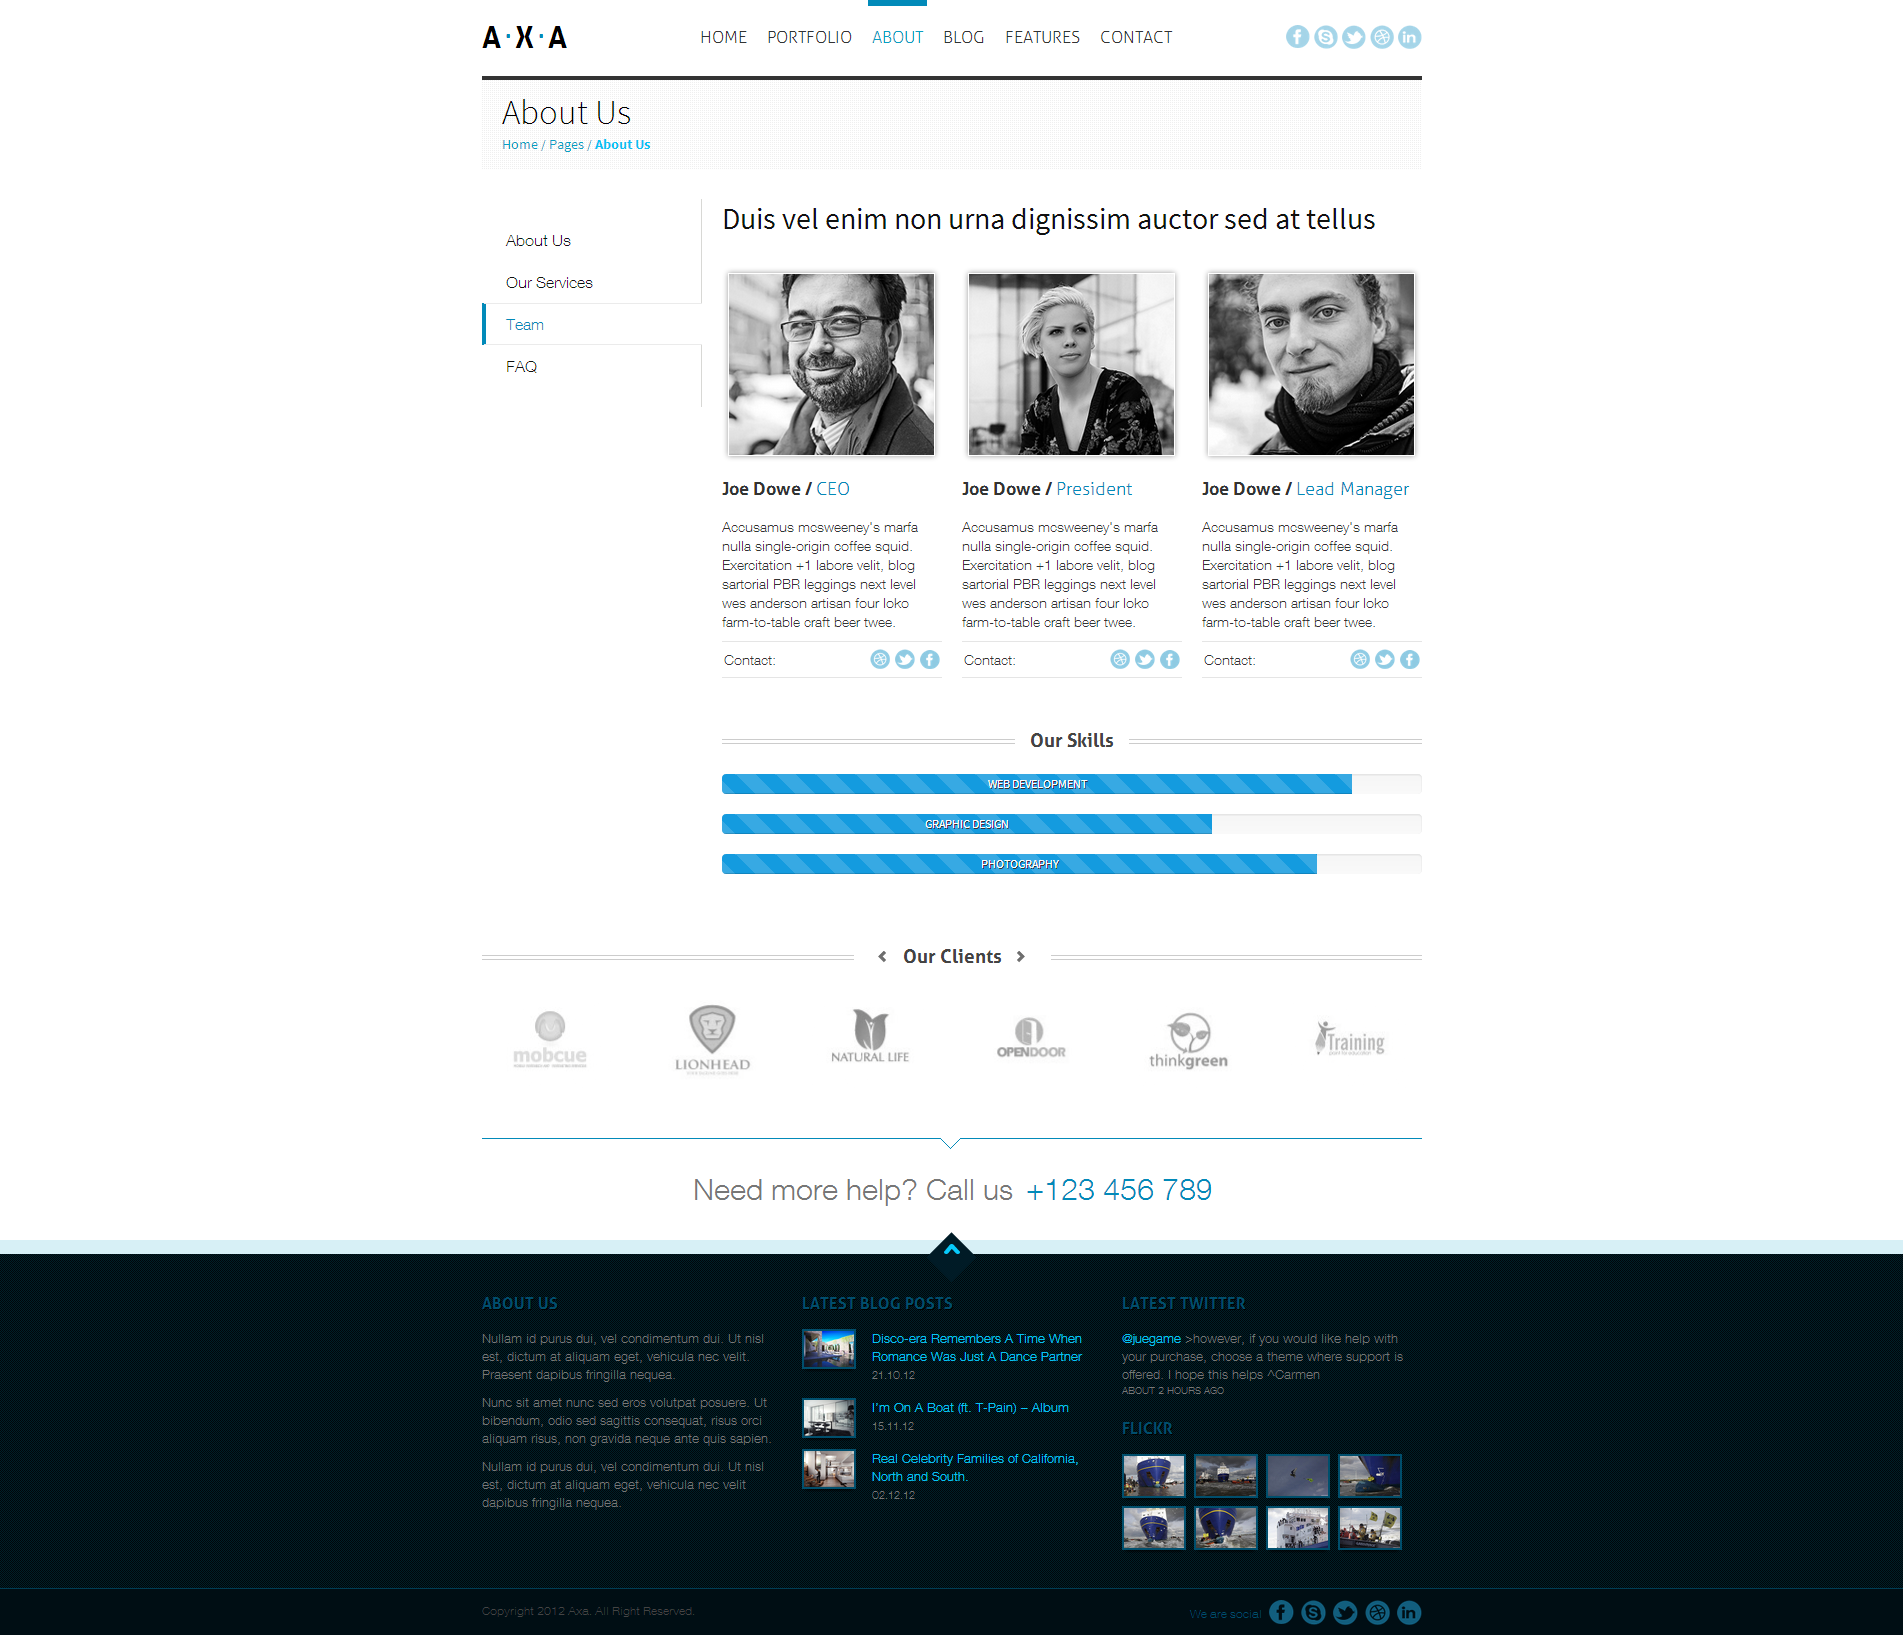 A·X·A
HOME PORTFOLIO ABOUT BLOG FEATURES CONTACT
About Us
Home / Pages / About Us
About Us
Our Services
Team
FAQ
Duis vel enim non urna dignissim auctor sed at tellus
Joe Dowe / CEO
Accusamus mcsweeney's marfa
nulla single-origin coffee squid.
Exercitation +1 labore velit, blog
sartorial PBR leggings next level
wes anderson artisan four loko
farm-to-table craft beer twee.
Contact:
Joe Dowe / President
Accusamus mcsweeney's marfa
nulla single-origin coffee squid.
Exercitation +1 labore velit, blog
sartorial PBR leggings next level
wes anderson artisan four loko
farm-to-table craft beer twee.
Contact:
Joe Dowe / Lead Manager
Accusamus mcsweeney's marfa
nulla single-origin coffee squid.
Exercitation +1 labore velit, blog
sartorial PBR leggings next level
wes anderson artisan four loko
farm-to-table craft beer twee.
Contact:
Our Skills
WEB DEVELOPMENT
GRAPHIC DESIGN
PHOTOGRAPHY
Our Clients
mobcue
LIONHEAD
NATURAL LIFE
OPENDOOR
thinkgreen
Training
Need more help? Call us +123 456 789
ABOUT US
Nullam id purus dui, vel condimentum dui. Ut nisl
est, dictum at aliquam eget, vehicula nec velit.
Praesent dapibus fringilla nequea.
Nunc sit amet nunc sed eros volutpat posuere. Ut
bibendum, odio sed sagittis consequat, risus orci
aliquam risus, non gravida neque ante quis sapien.
Nullam id purus dui, vel condimentum dui. Ut nisl
est, dictum at aliquam eget, vehicula nec velit
dapibus fringilla nequea.
LATEST BLOG POSTS
Disco-era Remembers A Time When
Romance Was Just A Dance Partner
21.10.12
I'm On A Boat (ft. T-Pain) – Album
15.11.12
Real Celebrity Families of California,
North and South.
02.12.12
LATEST TWITTER
@juegame >however, if you would like help with
your purchase, choose a theme where support is
offered. I hope this helps ^Carmen
ABOUT 2 HOURS AGO
FLICKR
Copyright 2012 Axa. All Right Reserved.
We are social